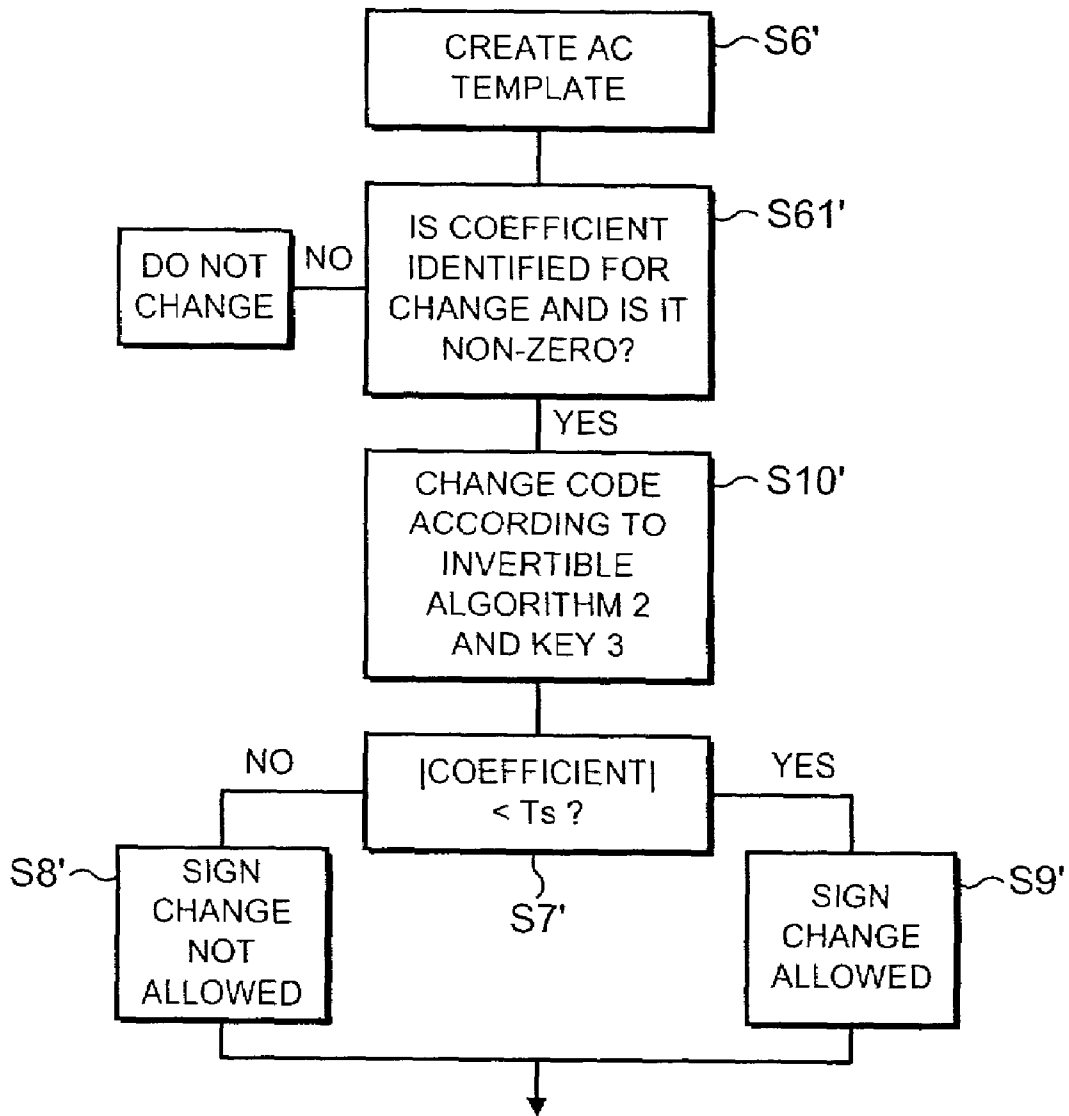 CREATE AC
TEMPLATE
S6'
IS COEFFICIENT
IDENTIFIED FOR
CHANGE AND IS IT
NON-ZERO?
S61'
NO
DO NOT
CHANGE
YES
CHANGE CODE
ACCORDING TO
INVERTIBLE
ALGORITHM 2
AND KEY 3
S10'
|COEFFICIENT|
< Ts ?
S7'
NO
YES
S8'
SIGN
CHANGE
NOT
ALLOWED
SIGN
CHANGE
ALLOWED
S9'